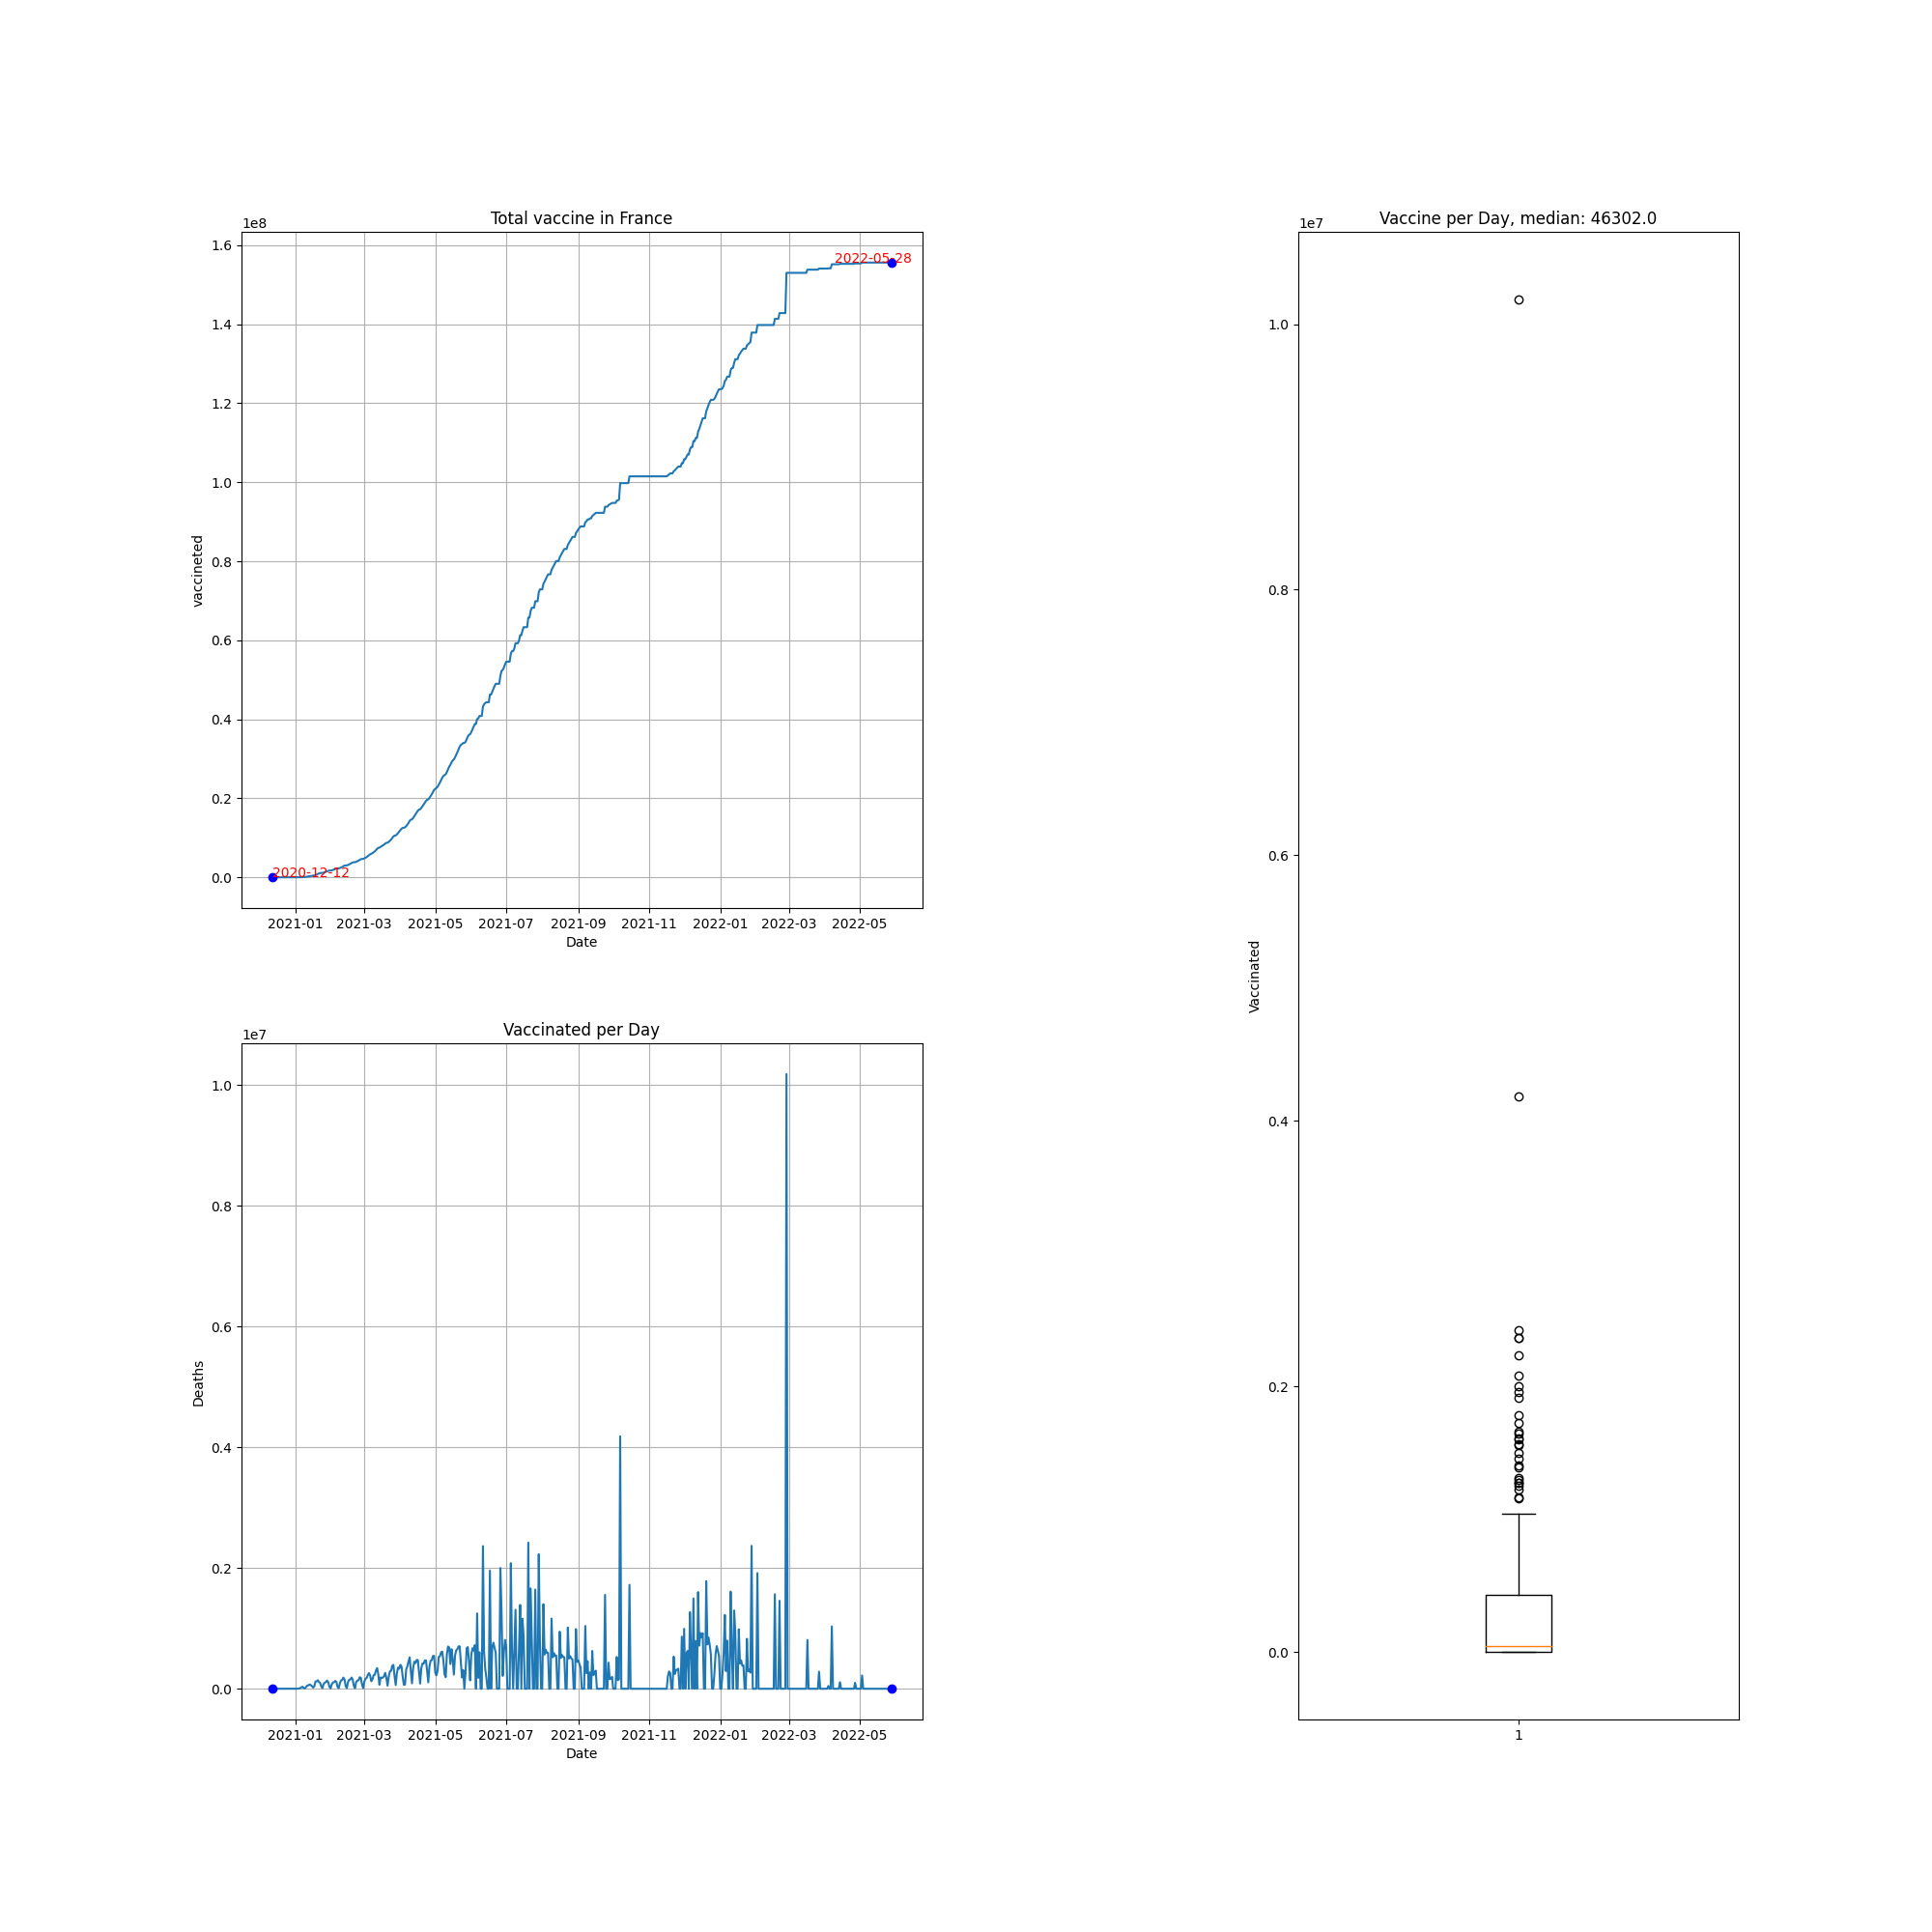 Total vaccine in France
1e8
1.6
1.4
1.2
1.0
0.8
0.6
0.4
0.2
0.0
vaccineted
2022-05-28
2020-12-12
2021-01 2021-03 2021-05 2021-07 2021-09 2021-11 2022-01 2022-03 2022-05
Date
Vaccinated per Day
1e7
1.0
0.8
0.6
0.4
0.2
0.0
Deaths
2021-01 2021-03 2021-05 2021-07 2021-09 2021-11 2022-01 2022-03 2022-05
Date
Vaccine per Day, median: 46302.0
1e7
1.0
0.8
0.6
0.4
0.2
0.0
Vaccinated
1